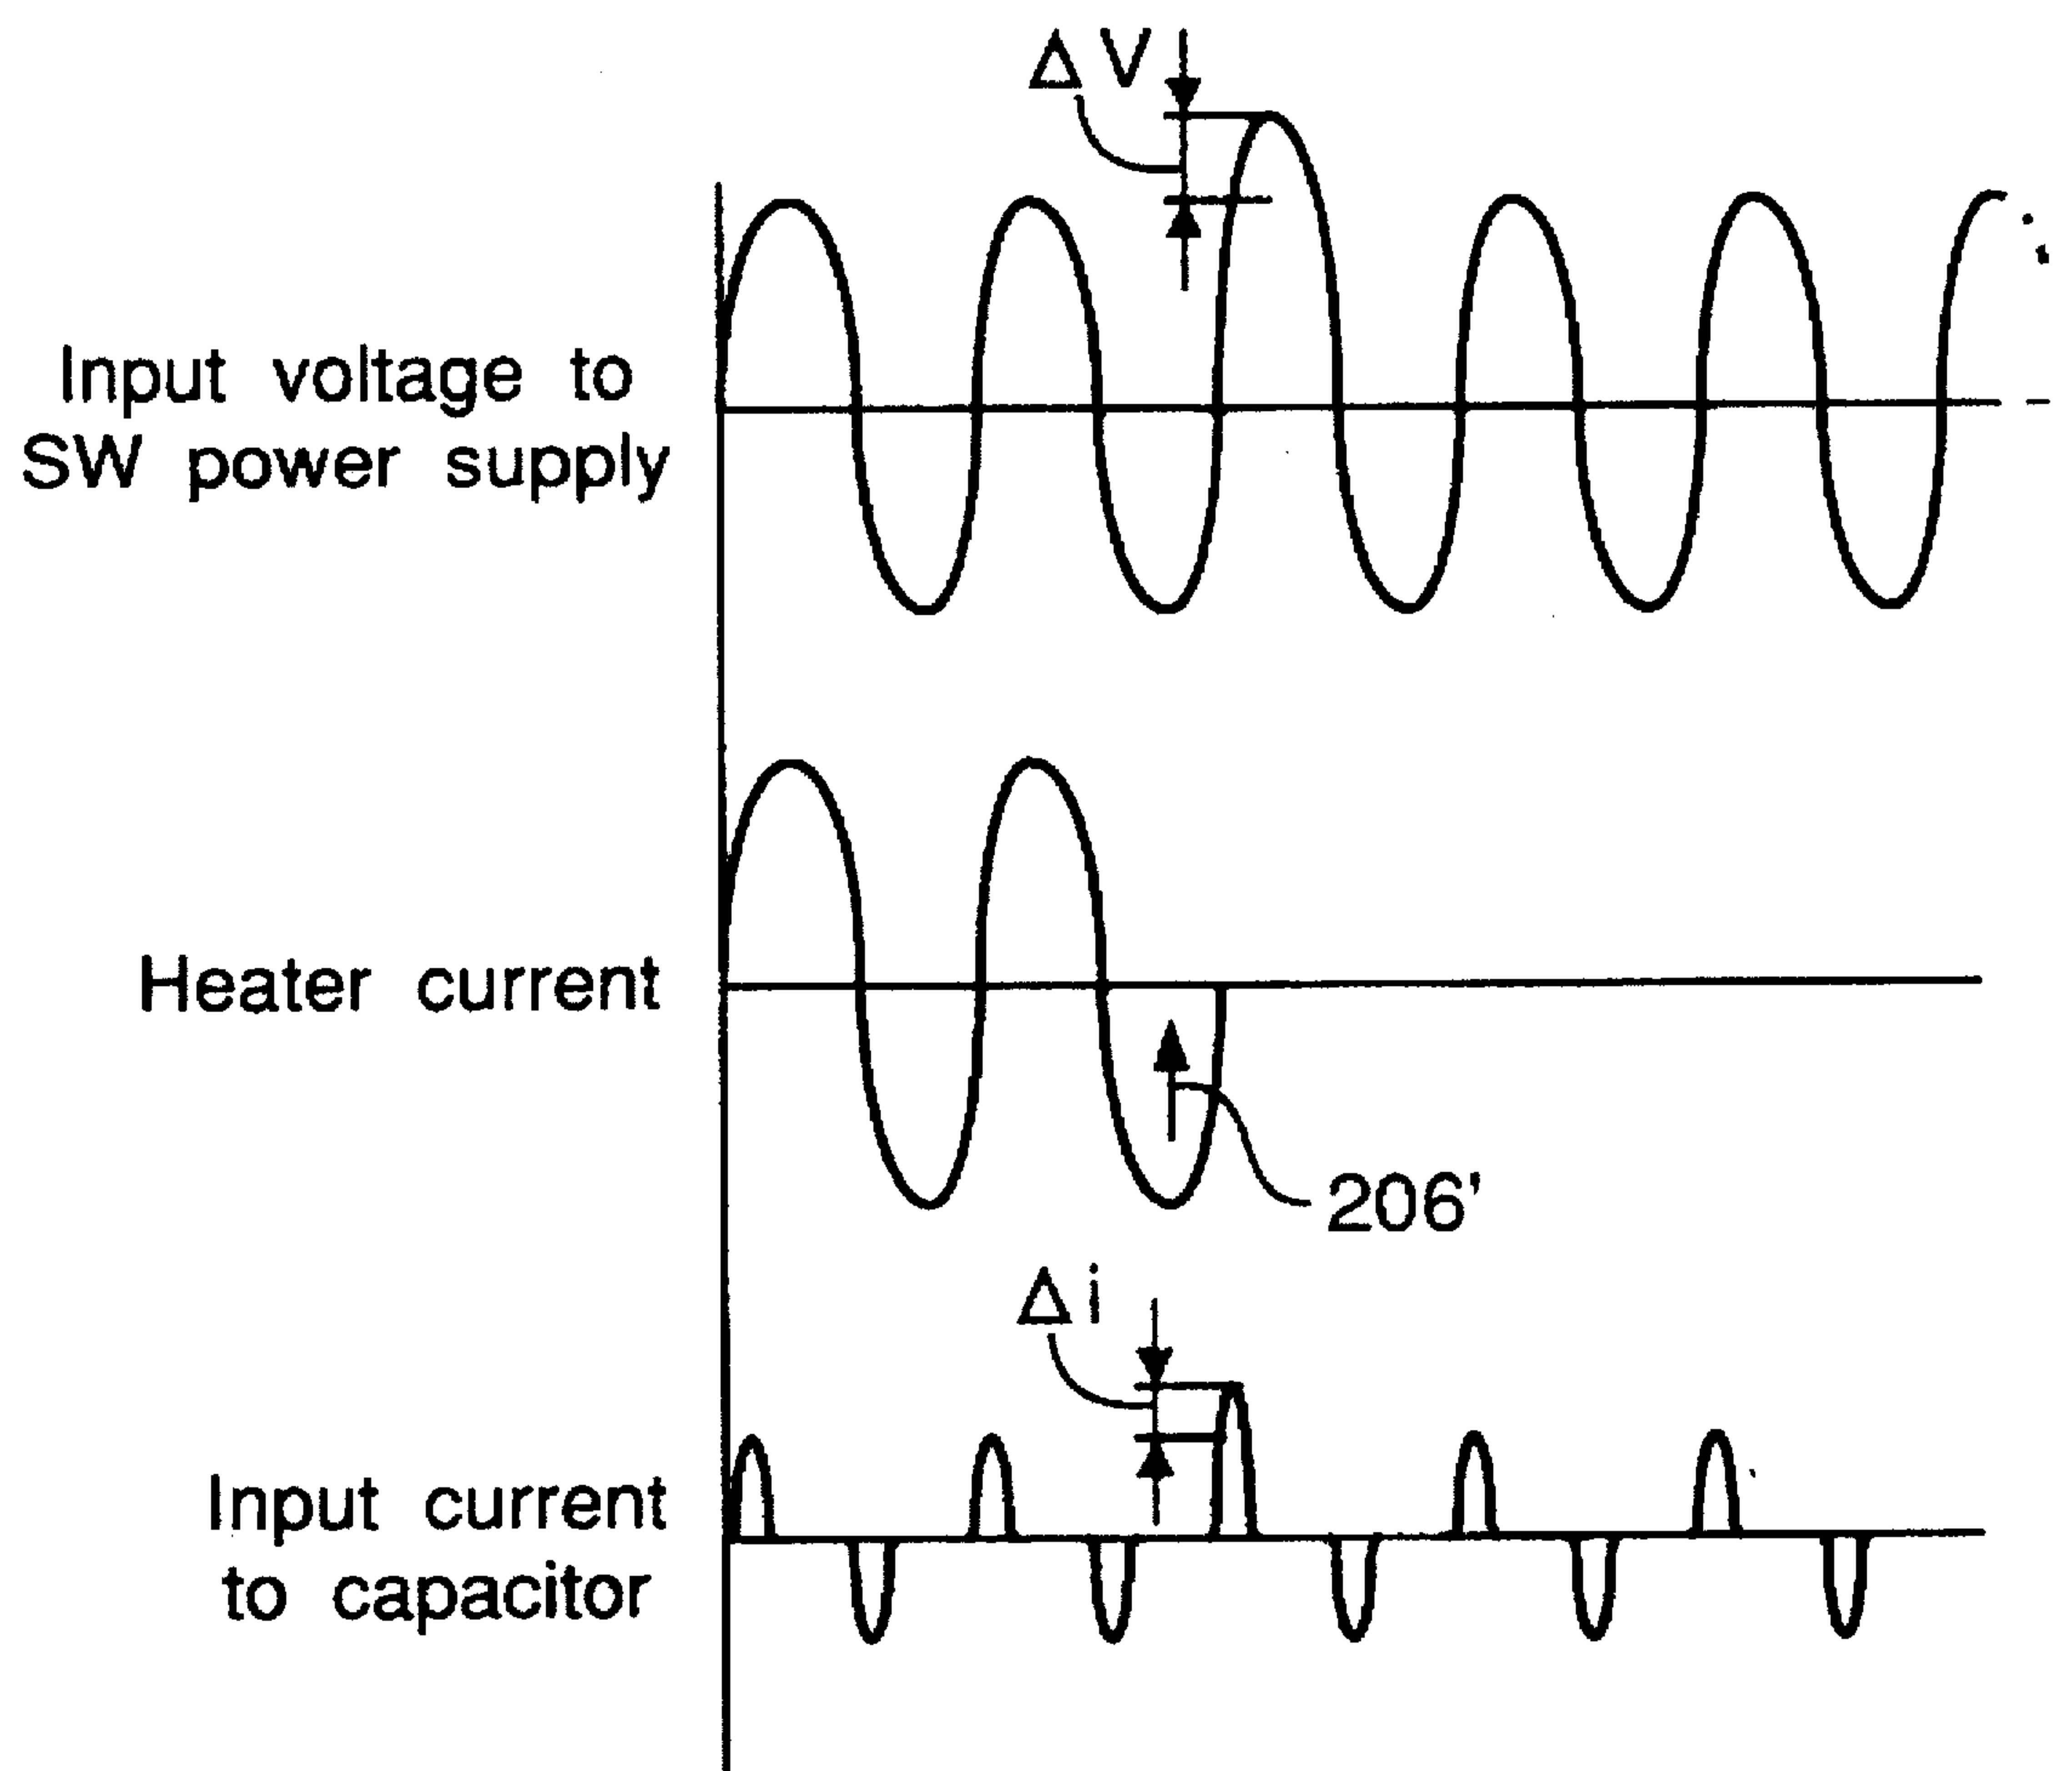 ΔV
Input voltage to
SW power supply
Heater current
206'
Δi
Input current
to capacitor